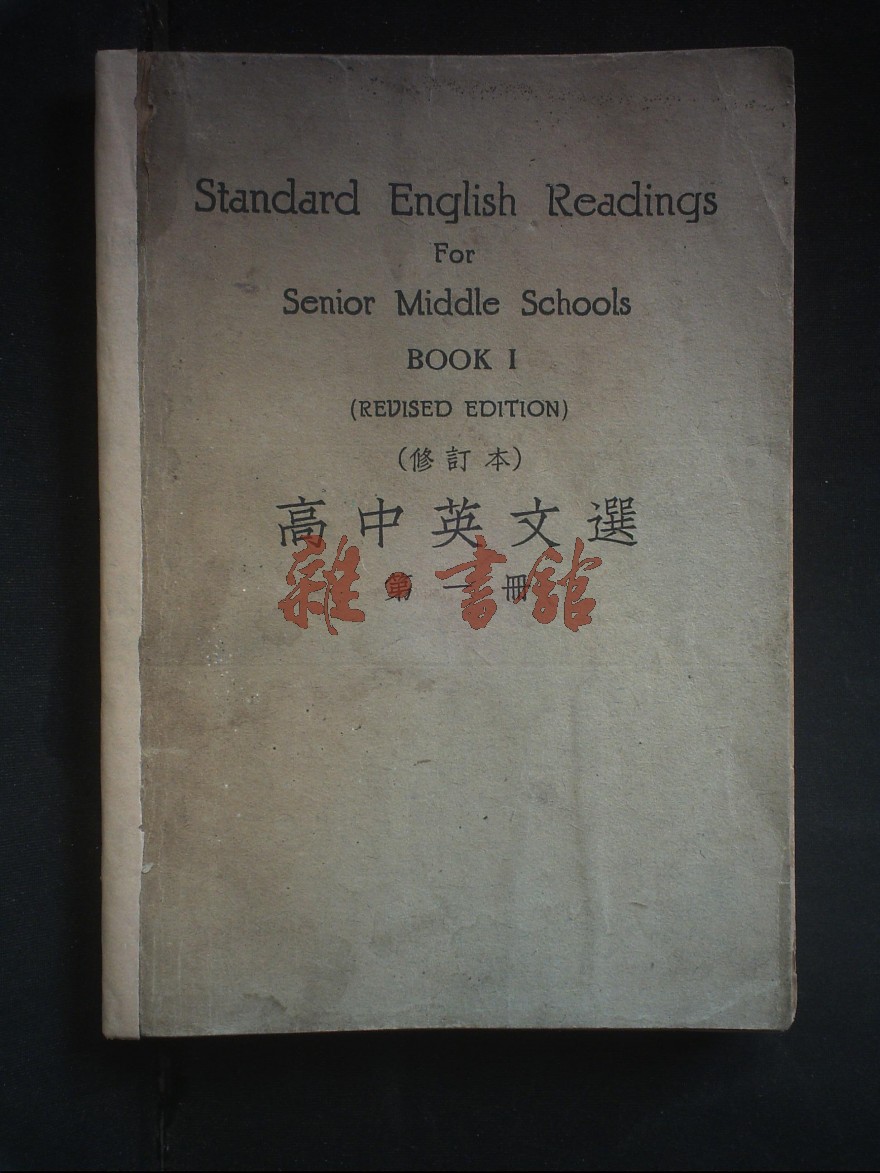 Standard English Readings
For
Senior Middle Schools
BOOK I
(REVISED EDITION)
(修訂本)
高中英文選
第一冊
雜·書館